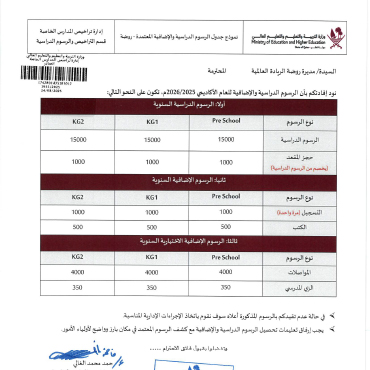 إدارة تراخيص المدارس الخاصة
قسم التراخيص والرسوم الدراسية
نموذج جدول الرسوم الدراسية والإضافية المعتمدة - روضة
وزارة التربية والتعليم والتعليم العالي
Ministry of Education and Higher Education
السيدة/ مديرة روضة الريادة العالمية المحترمة
نود إفادتكم بأن الرسوم الدراسية والإضافية للعام الأكاديمي 2026/2025م، تكون على النحو التالي:
أولا: الرسوم الدراسية السنوية
نوع الرسوم Pre School KG1 KG2
الرسوم الدراسية 15000 15000 15000
حجز المقعد 1000 1000 1000
(يخصم من الرسوم الدراسية)
ثانيا: الرسوم الإضافية السنوية
نوع الرسوم Pre School KG1 KG2
التسجيل (مرة واحدة) 1000 1000 1000
الكتب 500 500 500
ثالثا: الرسوم الإضافية الاختيارية السنوية
نوع الرسوم Pre School KG1 KG2
المواصلات 4000 4000 4000
الزي المدرسي 350 350 350
في حالة عدم تقيدكم بالرسوم المذكورة أعلاه سوف نقوم باتخاذ الإجراءات الإدارية المناسبة.
يجب إرفاق تعليمات تحصيل الرسوم الدراسية والإضافية مع كشف الرسوم المعتمد في مكان بارز وواضح لأولياء الأمور.
وتفضلوا بقبول فائق الاحترام ......
حمد محمد الغالي